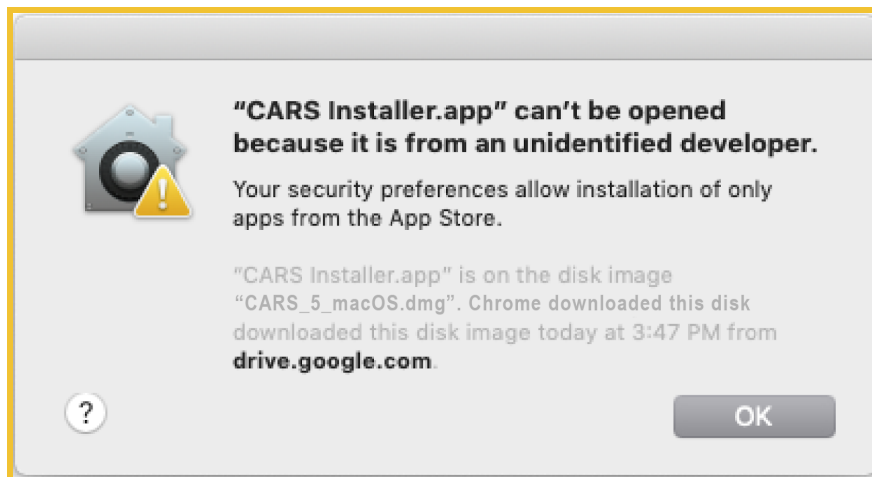 “CARS Installer.app” can’t be opened
because it is from an unidentified developer.
Your security preferences allow installation of only
apps from the App Store.
“CARS Installer.app” is on the disk image
“CARS_5_macOS.dmg”. Chrome downloaded this disk
downloaded this disk image today at 3:47 PM from
drive.google.com.
?
OK